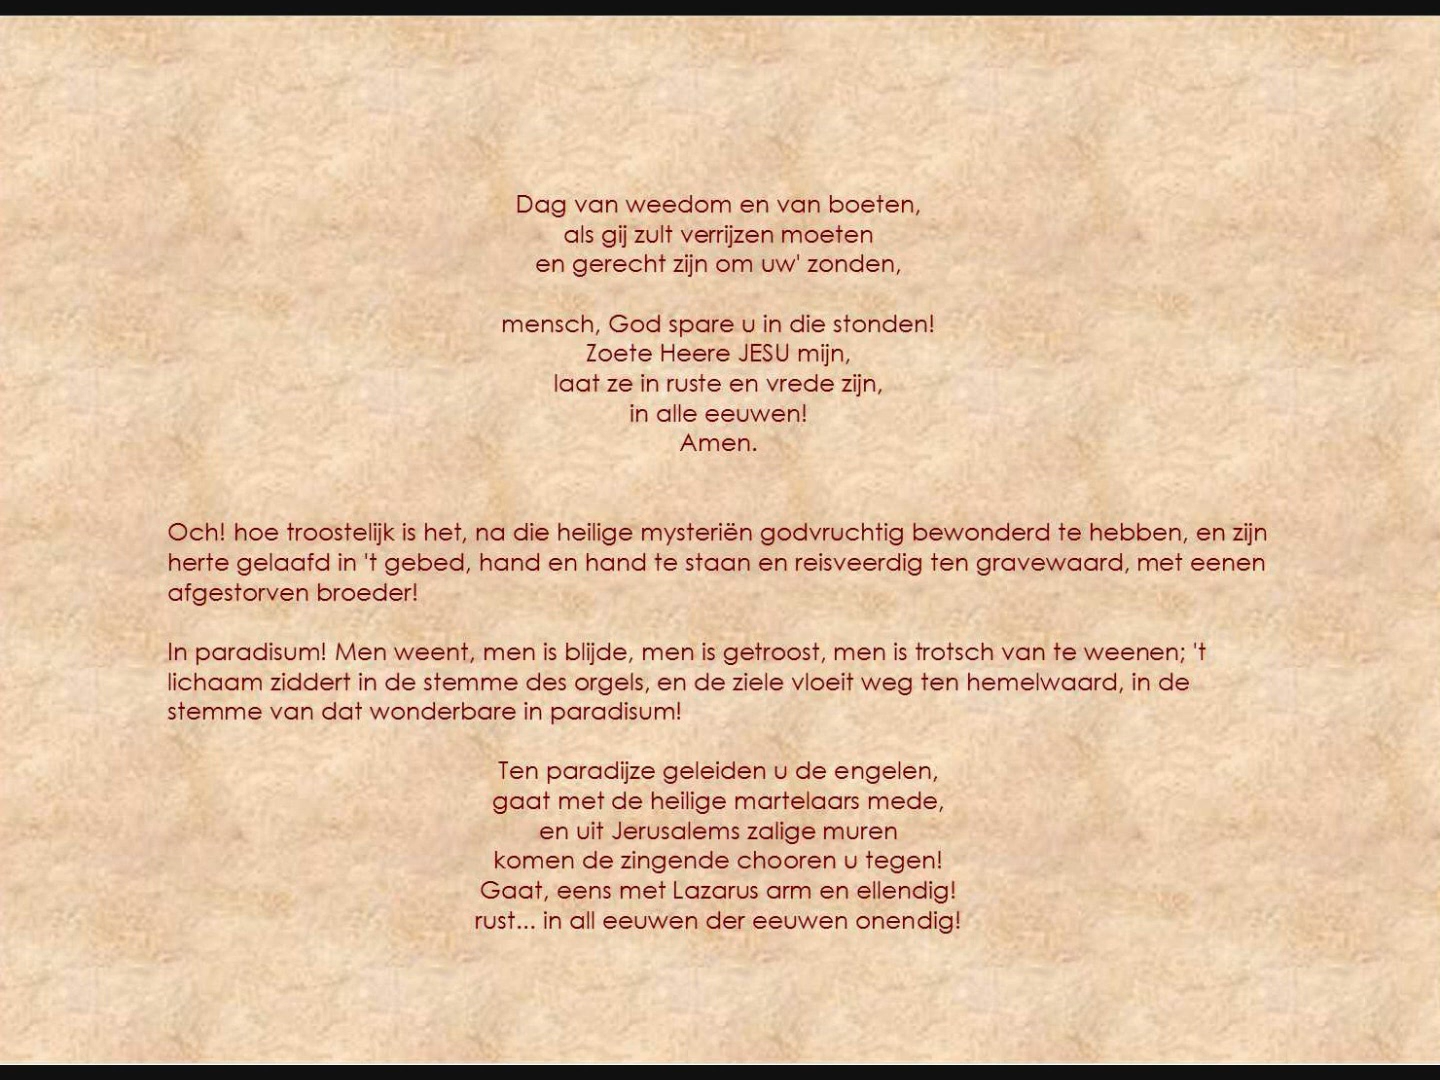 Dag van weedom en van boeten,
als gij zult verrijzen moeten
en gerecht zijn om uw' zonden,
mensch, God spare u in die stonden!
Zoete Heere JESU mijn,
laat ze in ruste en vrede zijn,
in alle eeuwen!
Amen.
Och! hoe troostelijk is het, na die heilige mysteriën godvruchtig bewonderd te hebben, en zijn
herte gelaafd in 't gebed, hand en hand te staan en reisveerdig ten gravewaard, met eenen
afgestorven broeder!
In paradisum! Men weent, men is blijde, men is getroost, men is trotsch van te weenen; 't
lichaam ziddert in de stemme des orgels, en de ziele vloeit weg ten hemelwaard, in de
stemme van dat wonderbare in paradisum!
Ten paradijze geleiden u de engelen,
gaat met de heilige martelaars mede,
en uit Jerusalems zalige muren
komen de zingende chooren u tegen!
Gaat, eens met Lazarus arm en ellendig!
rust... in all eeuwen der eeuwen onendig!